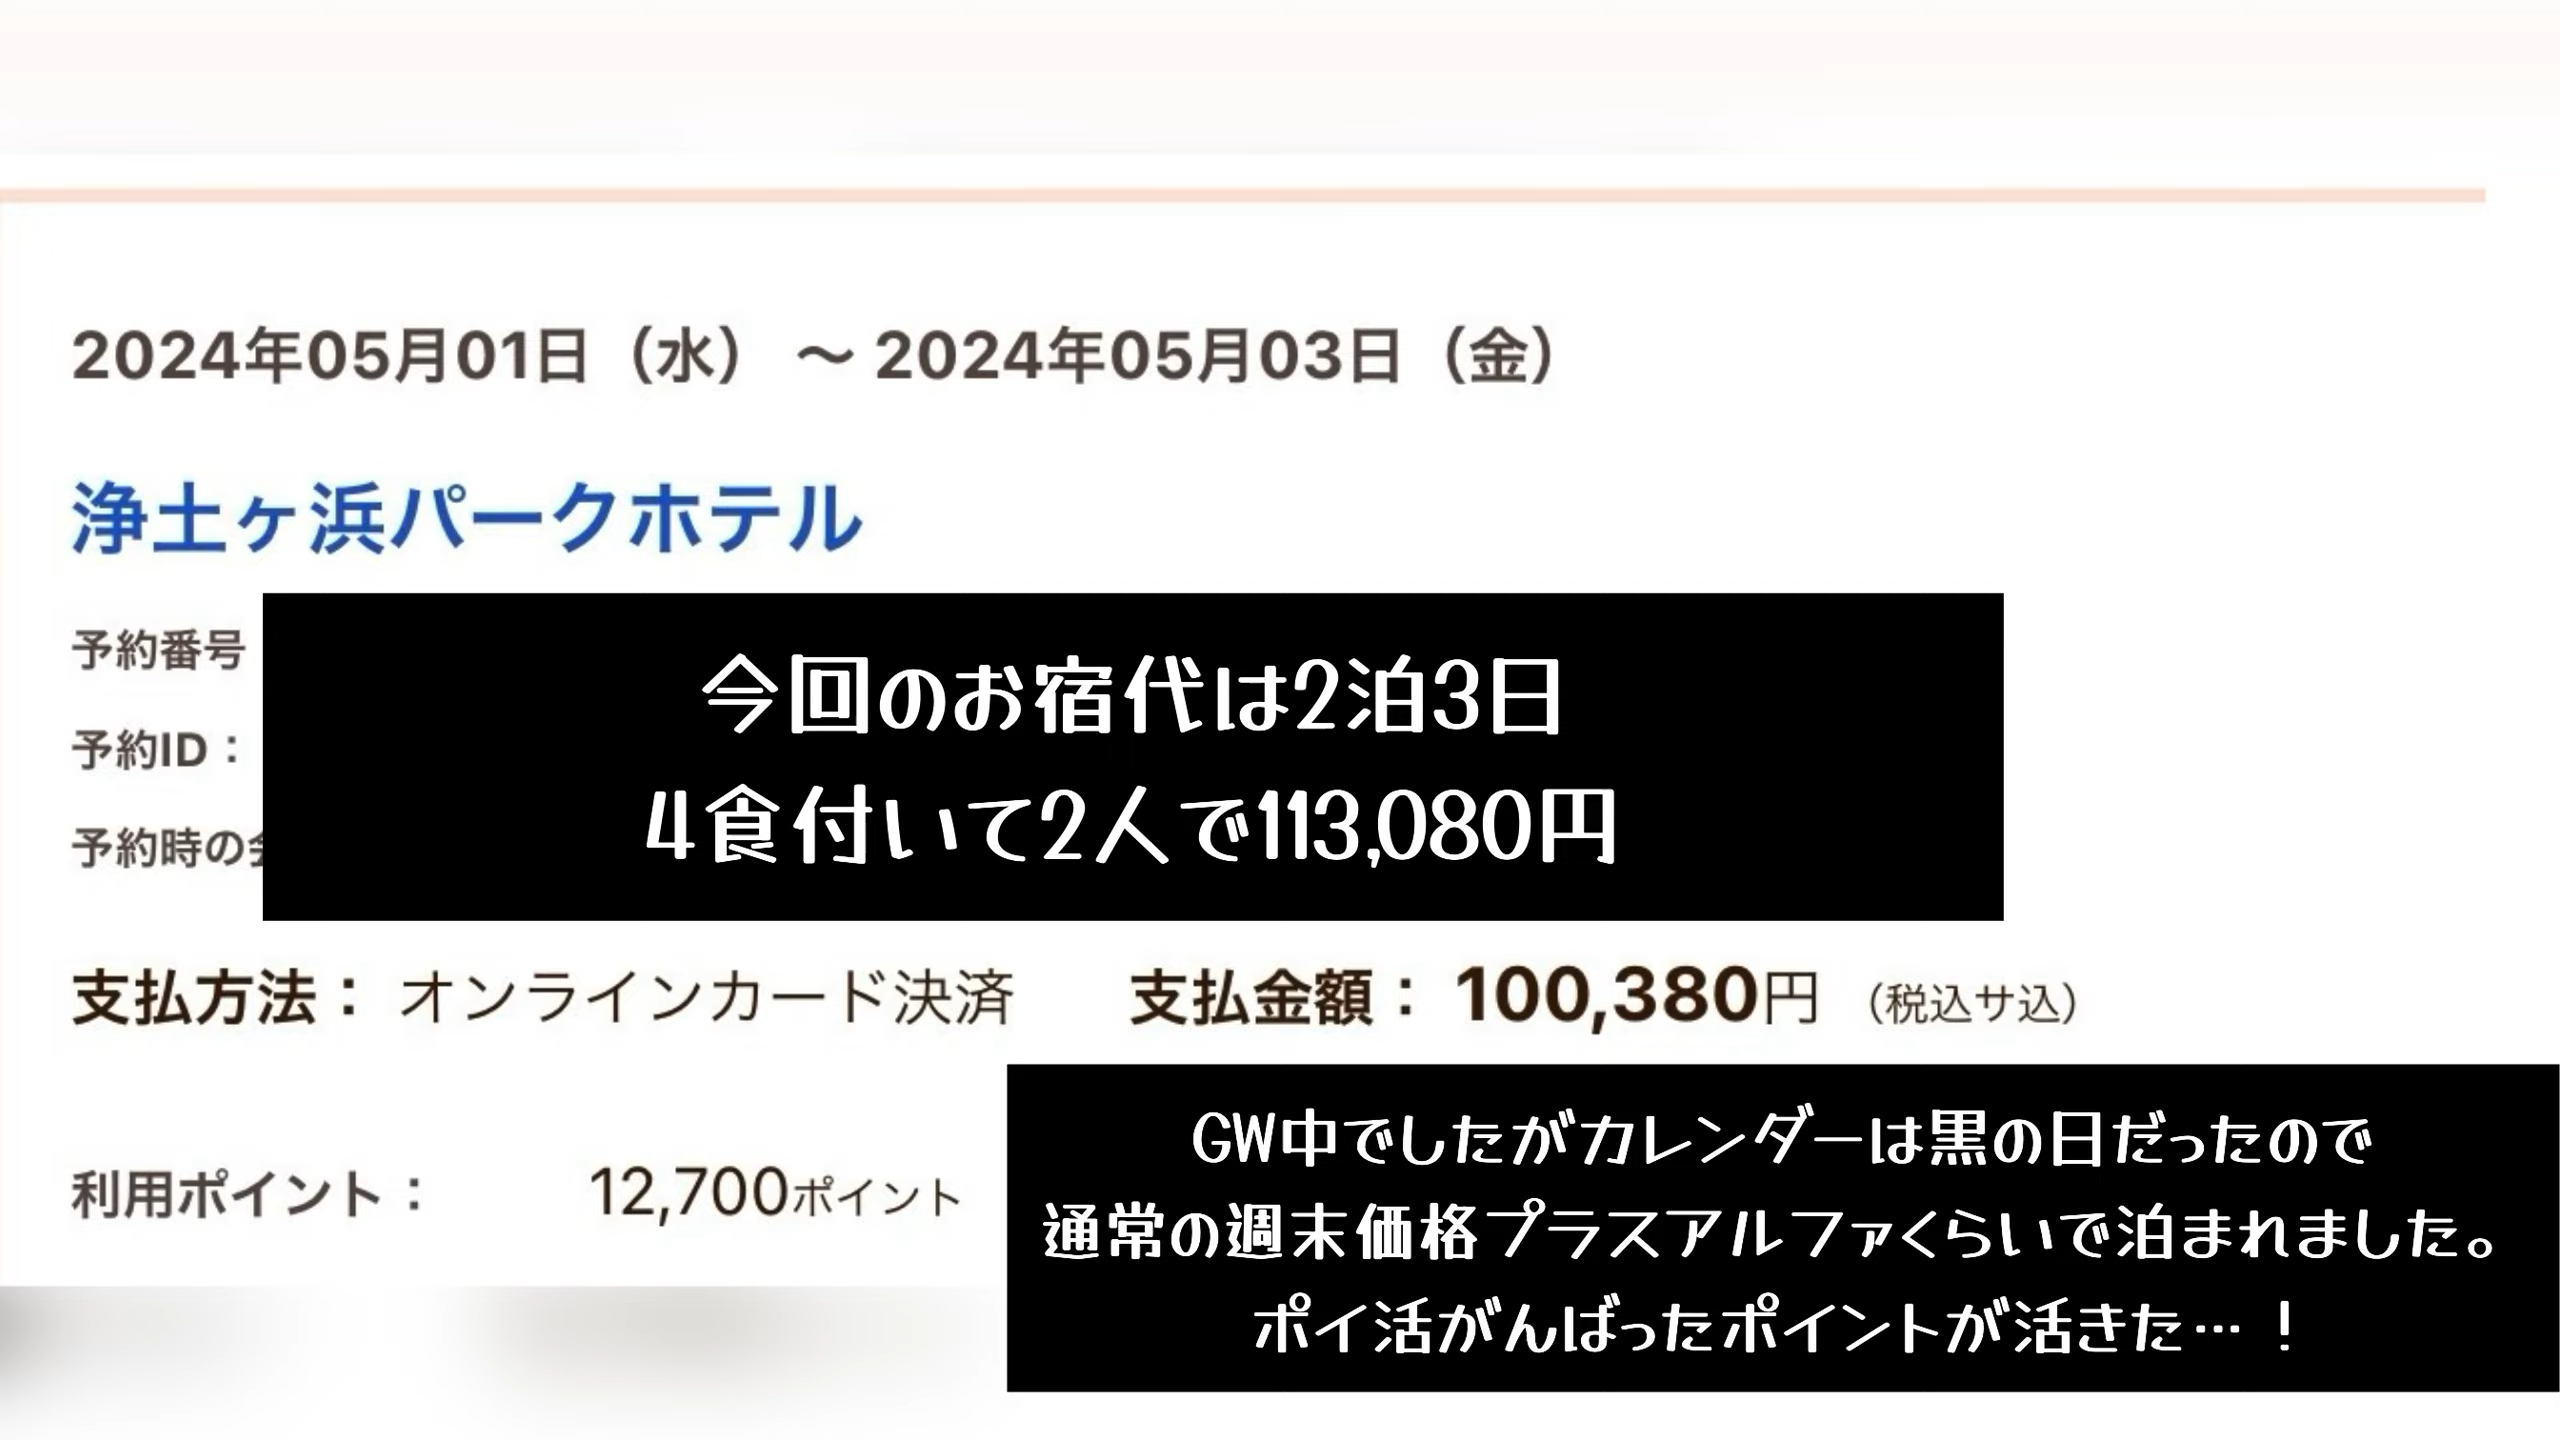 2024年05月01日（水） ～ 2024年05月03日（金）
浄土ヶ浜パークホテル
予約番号
予約ID：
予約時の
今回のお宿代は2泊3日
4食付いて2人で113,080円
支払方法： オンラインカード決済 支払金額： 100,380円 （税込サ込）
利用ポイント： 12,700ポイント
GW中でしたがカレンダーは黒の日だったので
通常の週末価格プラスアルファくらいで泊まれました。
ポイ活がんばったポイントが活きた…！